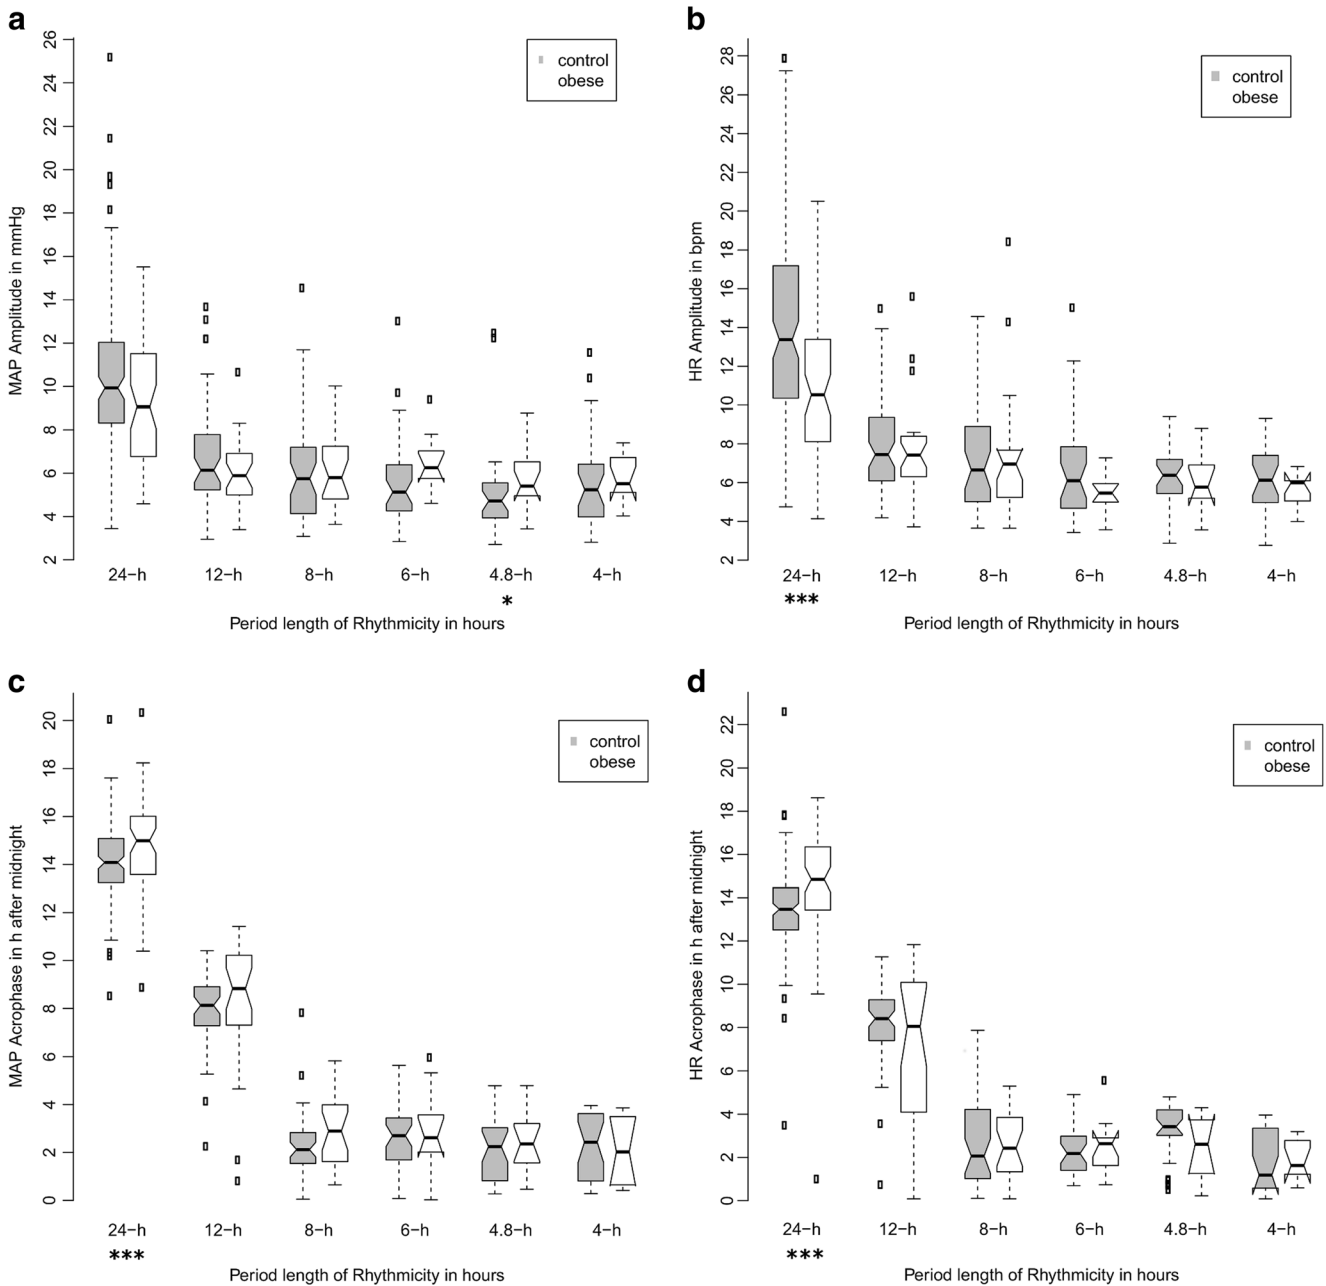 a
26
24
22
20
18
16
14
12
10
8
6
4
2
MAP Amplitude in mmHg
control
obese
24−h 12−h 8−h 6−h 4.8−h 4−h
*
Period length of Rhythmicity in hours
b
28
26
24
22
20
18
16
14
12
10
8
6
4
2
HR Amplitude in bpm
control
obese
24−h 12−h 8−h 6−h 4.8−h 4−h
***
Period length of Rhythmicity in hours
c
20
18
16
14
12
10
8
6
4
2
0
MAP Acrophase in h after midnight
control
obese
24−h 12−h 8−h 6−h 4.8−h 4−h
***
Period length of Rhythmicity in hours
d
22
20
18
16
14
12
10
8
6
4
2
0
HR Acrophase in h after midnight
control
obese
24−h 12−h 8−h 6−h 4.8−h 4−h
***
Period length of Rhythmicity in hours